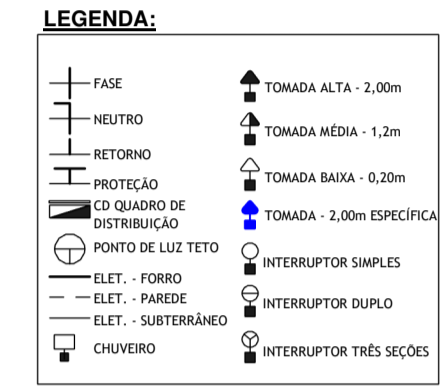 LEGENDA:
FASE
NEUTRO
RETORNO
PROTEÇÃO
CD QUADRO DE
DISTRIBUIÇÃO
PONTO DE LUZ TETO
ELET. - FORRO
ELET. - PAREDE
ELET. - SUBTERRÂNEO
CHUVEIRO
TOMADA ALTA - 2,00m
TOMADA MÉDIA - 1,2m
TOMADA BAIXA - 0,20m
TOMADA - 2,00m ESPECÍFICA
INTERRUPTOR SIMPLES
INTERRUPTOR DUPLO
INTERRUPTOR TRÊS SEÇÕES